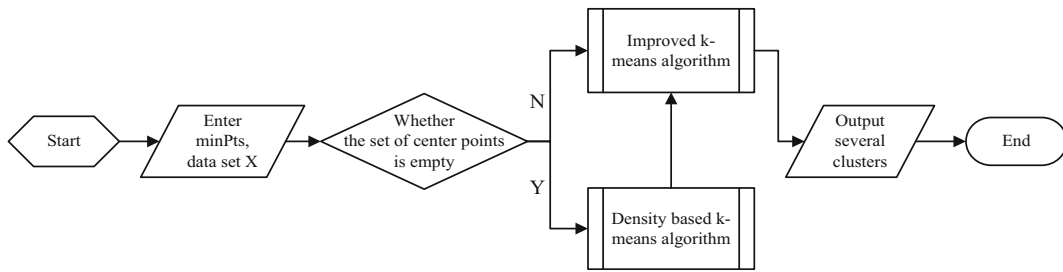 Start
Enter
minPts,
data set X
Whether
the set of center points
is empty
N
Y
Improved k-
means algorithm
Density based k-
means algorithm
Output
several
clusters
End